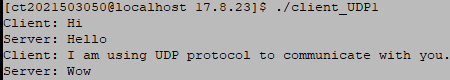 [ct2021503050@localhost 17.8.23]$ ./client_UDP1
Client: Hi
Server: Hello
Client: I am using UDP protocol to communicate with you.
Server: Wow